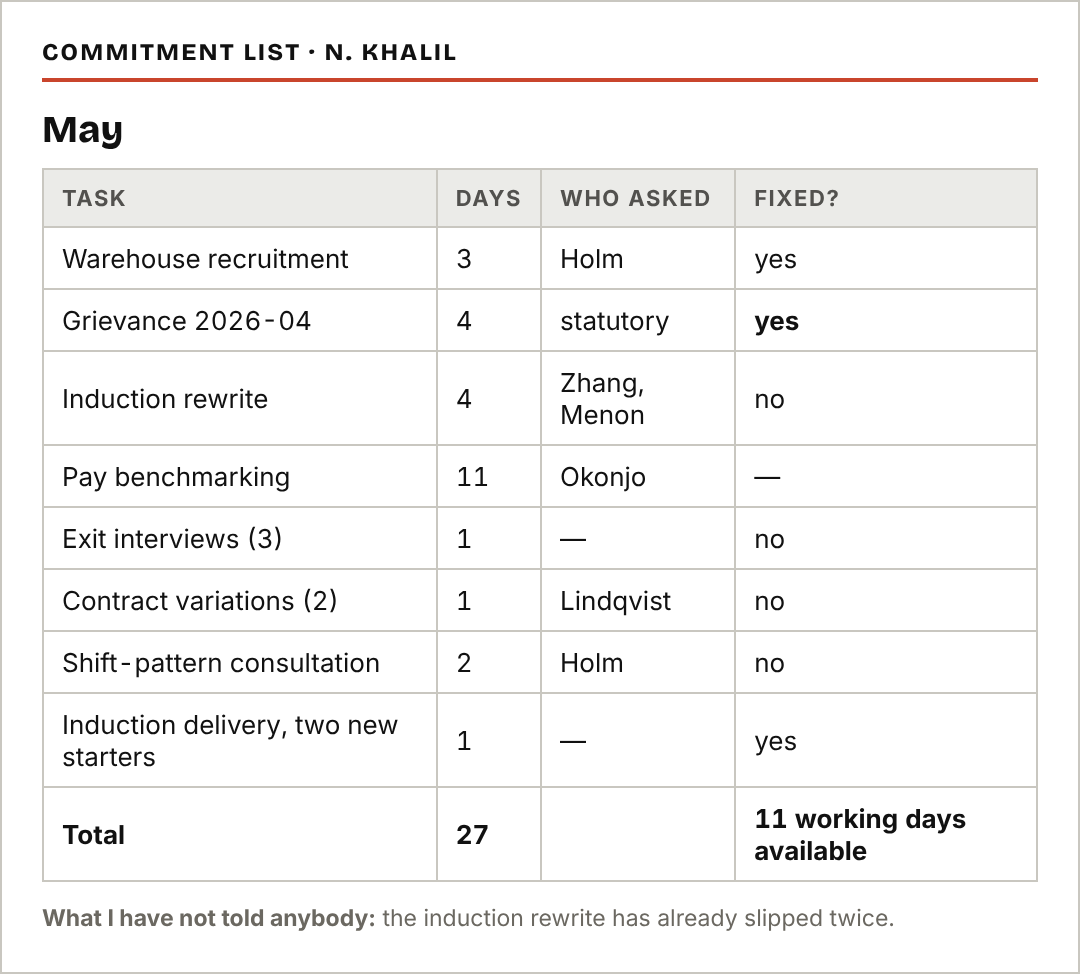 COMMITMENT LIST · N. KHALIL
May
TASK DAYS WHO ASKED FIXED?
Warehouse recruitment 3 Holm yes
Grievance 2026-04 4 statutory yes
Induction rewrite 4 Zhang, Menon no
Pay benchmarking 11 Okonjo —
Exit interviews (3) 1 — no
Contract variations (2) 1 Lindqvist no
Shift-pattern consultation 2 Holm no
Induction delivery, two new starters 1 — yes
Total 27 11 working days available
What I have not told anybody: the induction rewrite has already slipped twice.